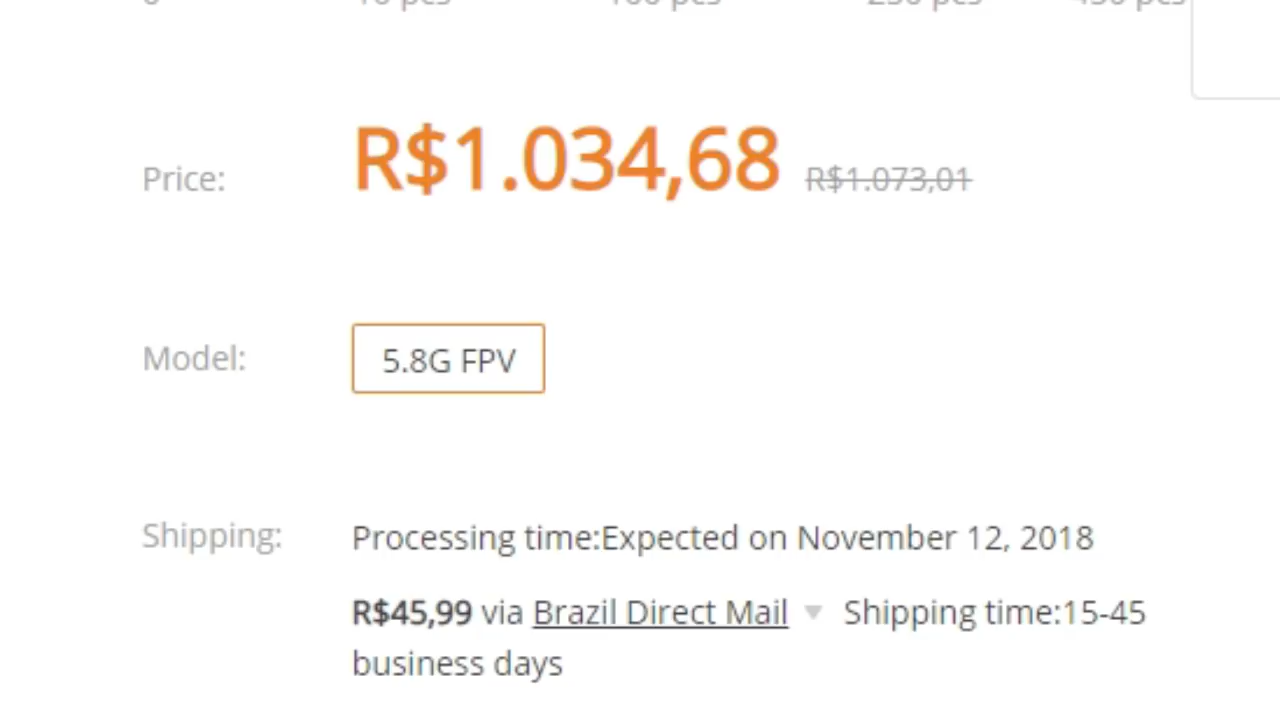 Price: R$1.034,68 R$1.073,01
Model: 5.8G FPV
Shipping: Processing time:Expected on November 12, 2018
R$45,99 via Brazil Direct Mail Shipping time:15-45
business days